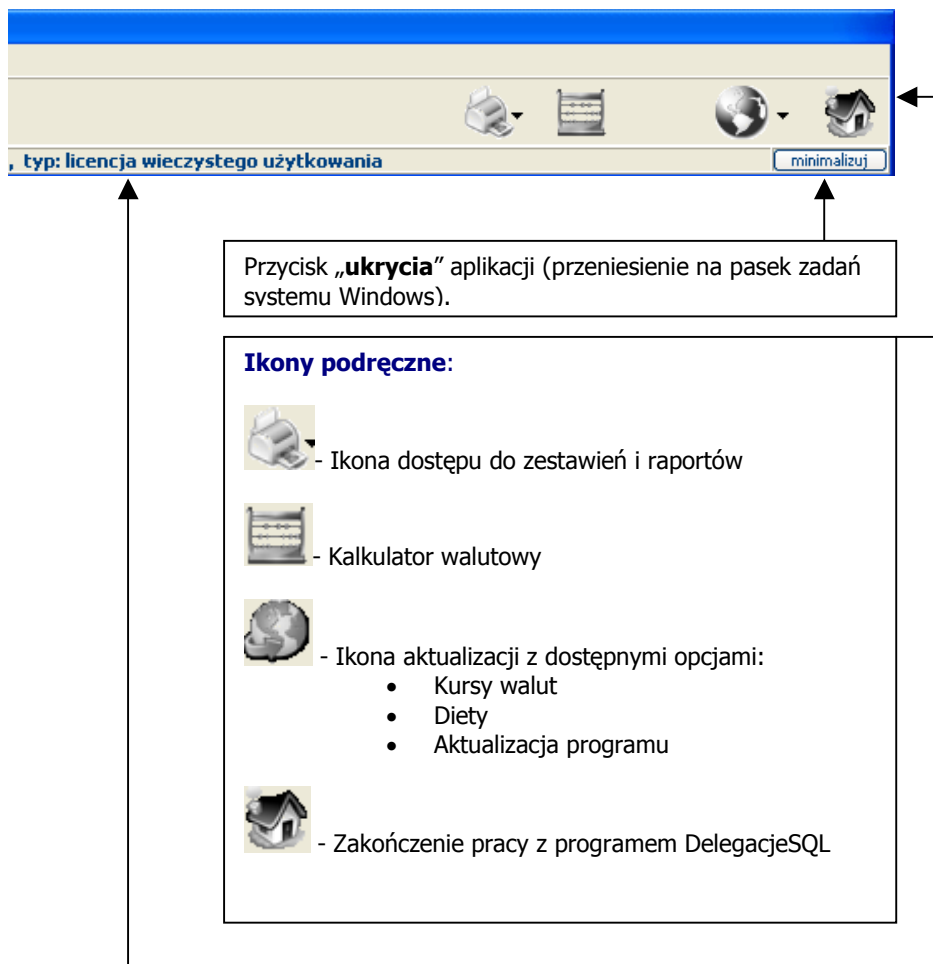 , typ: licencja wieczystego użytkowania
minimalizuj
Przycisk „ukrycia” aplikacji (przeniesienie na pasek zadań
systemu Windows).
Ikony podręczne:
- Ikona dostępu do zestawień i raportów
- Kalkulator walutowy
- Ikona aktualizacji z dostępnymi opcjami:
• Kursy walut
• Diety
• Aktualizacja programu
- Zakończenie pracy z programem DelegacjeSQL